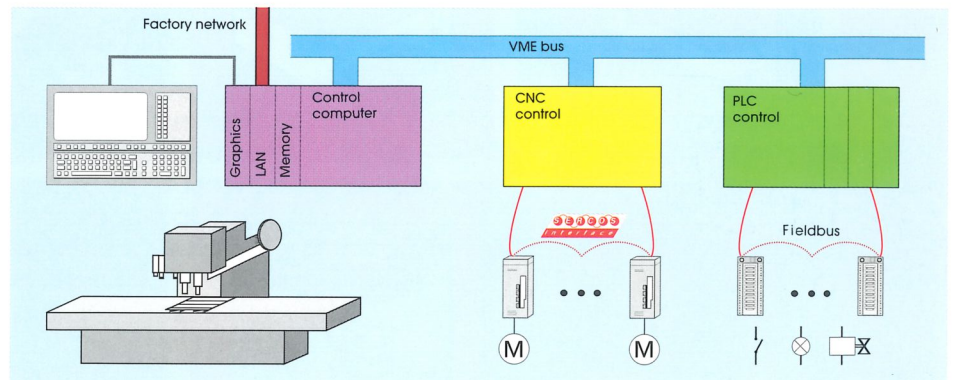 Factory network
VME bus
Graphics
LAN
Memory
Control
computer
CNC
control
PLC
control
SERCOS
interface
Fieldbus
M
M